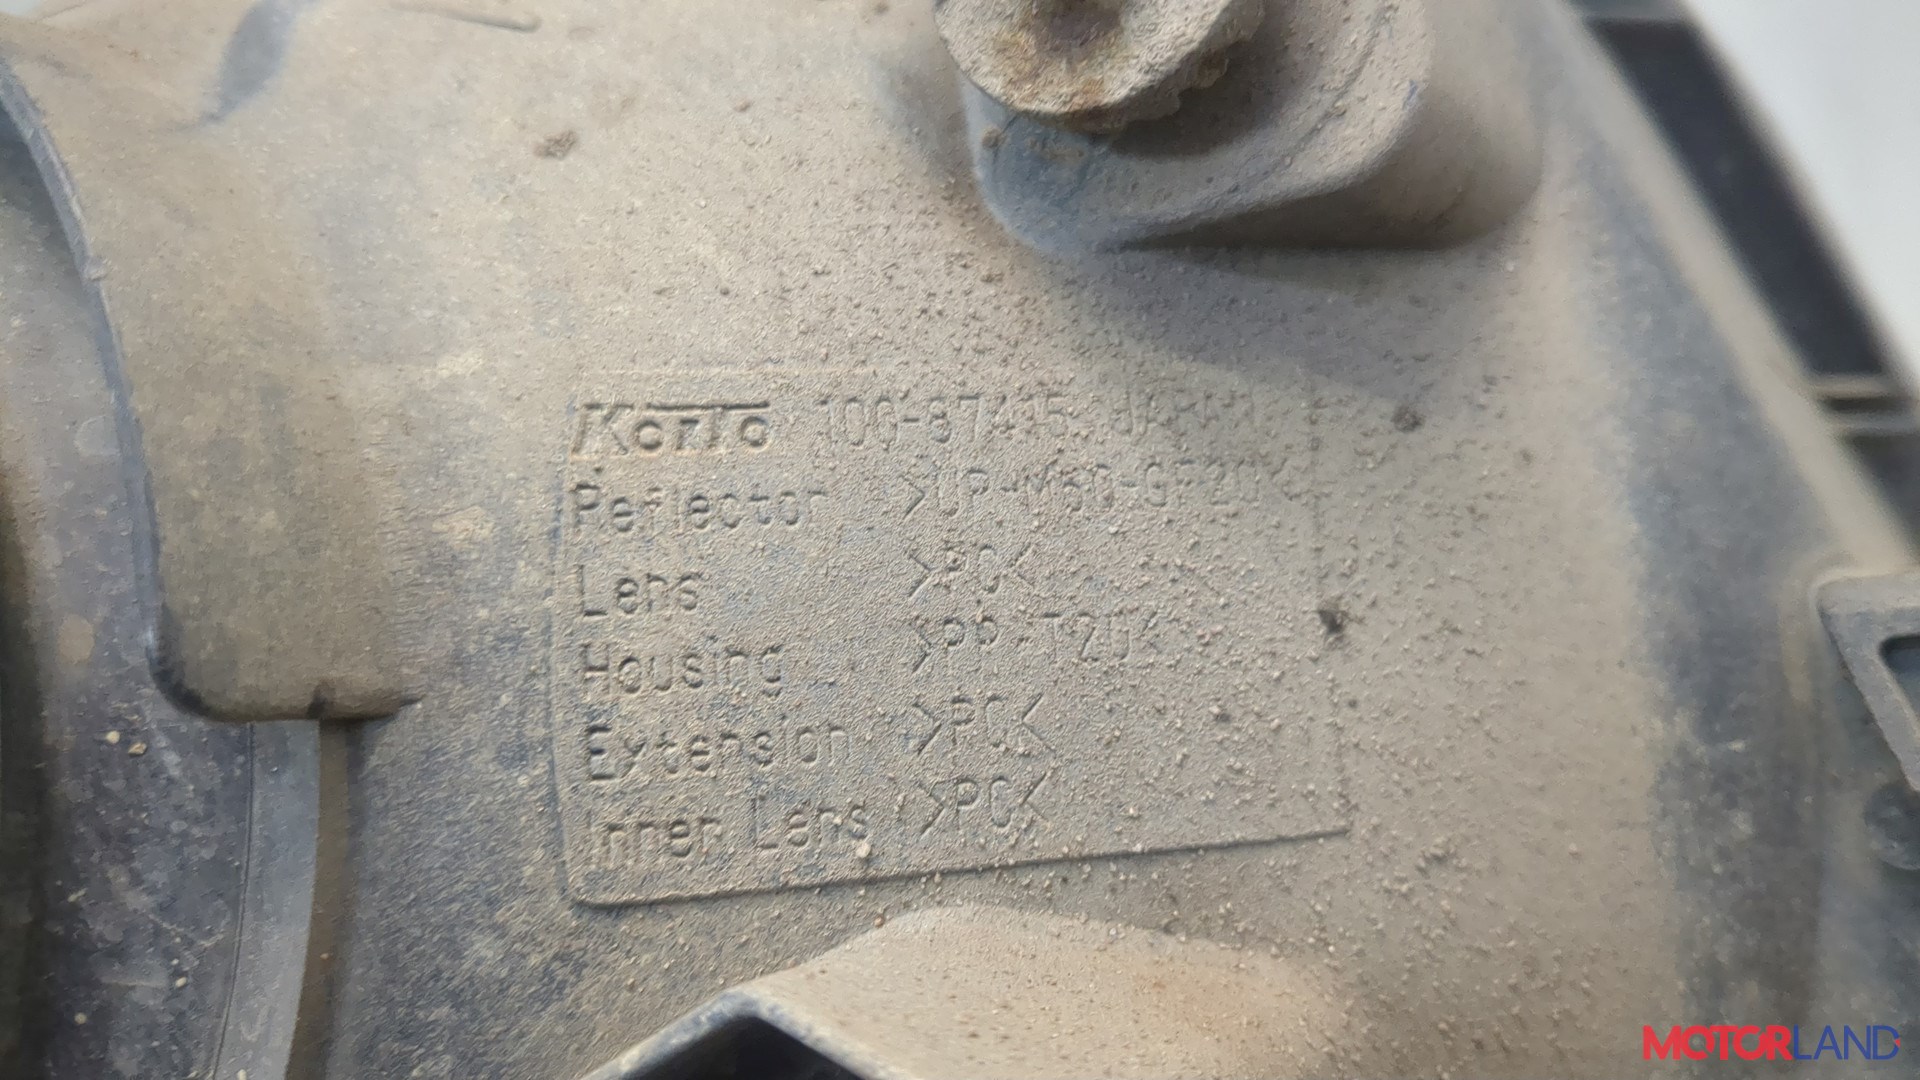 Koito 100-87415 JAPAN
Reflector >UP-M60-GF20<
Lens >PC<
Housing >PP-T20<
Extension >PC<
Inner Lens >PC<
MOTORLAND